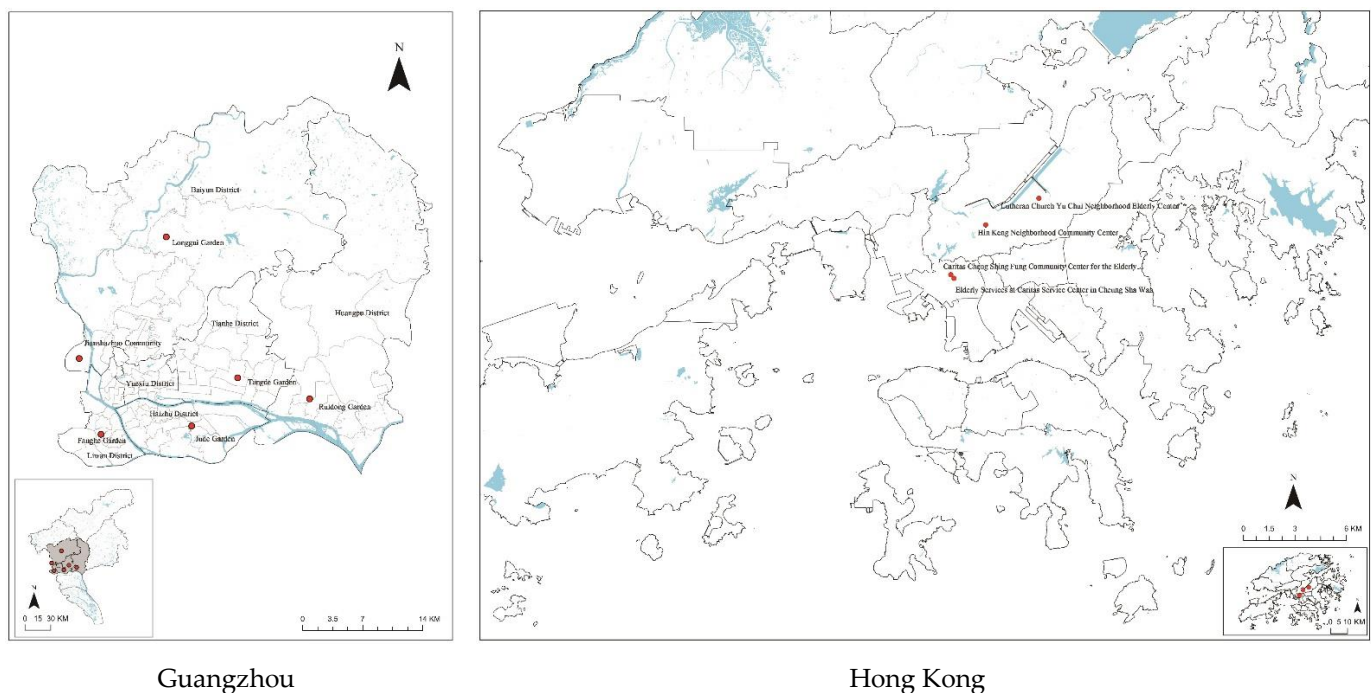 N
Baiyun District
Longgui Garden
Tianhe District
Huangpu District
Community
Yuexiu District
Tangde Garden
Ruidong Garden
Haizhu District
Jude Garden
Fanghe Garden
Liwan District
N
0 15 30 KM
0 3.5 7 14 KM
Lutheran Church Yu Chui Neighborhood Elderly Center
Hin Keng Neighborhood Community Center
Caritas Cheng Shing Fung Community Center for the Elderly
Elderly Services at Caritas Service Center in Cheung Sha Wan
N
0 1.5 3 6 KM
N
0 5 10 KM
Guangzhou
Hong Kong